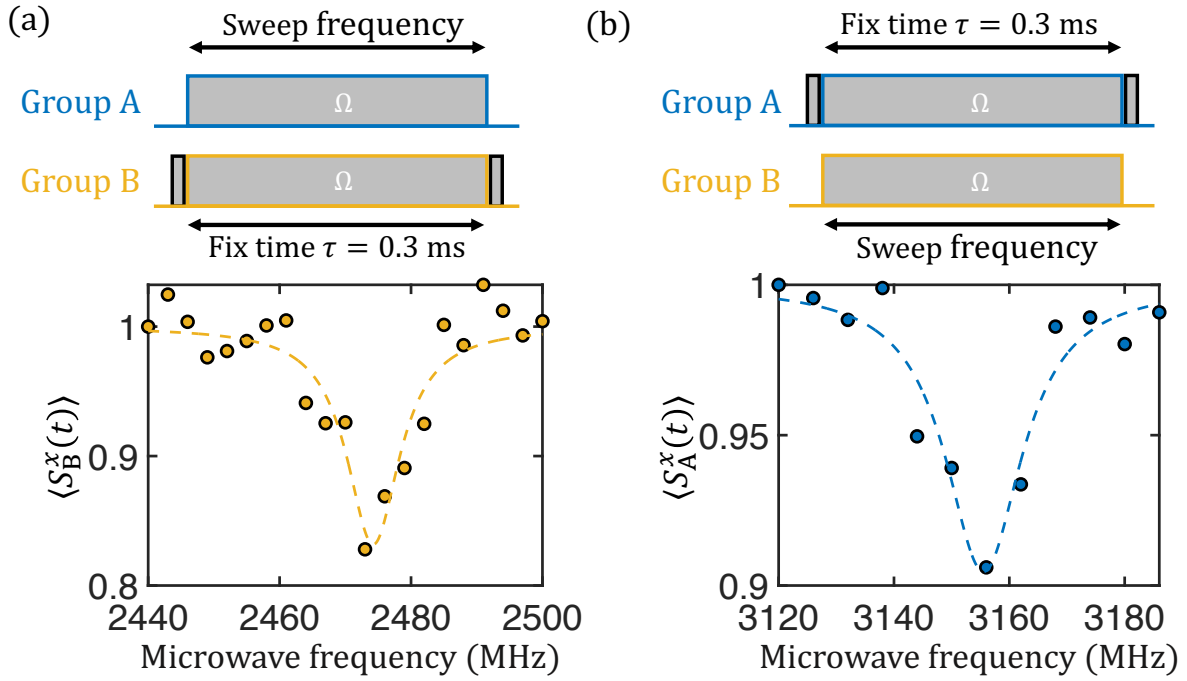 (a)
Sweep frequency
Group A
Ω
Group B
Ω
Fix time τ = 0.3 ms
⟨S_B^x(t)⟩
1
0.9
0.8
2440
2460
2480
2500
Microwave frequency (MHz)
(b)
Fix time τ = 0.3 ms
Group A
Ω
Group B
Ω
Sweep frequency
⟨S_A^x(t)⟩
1
0.95
0.9
3120
3140
3160
3180
Microwave frequency (MHz)